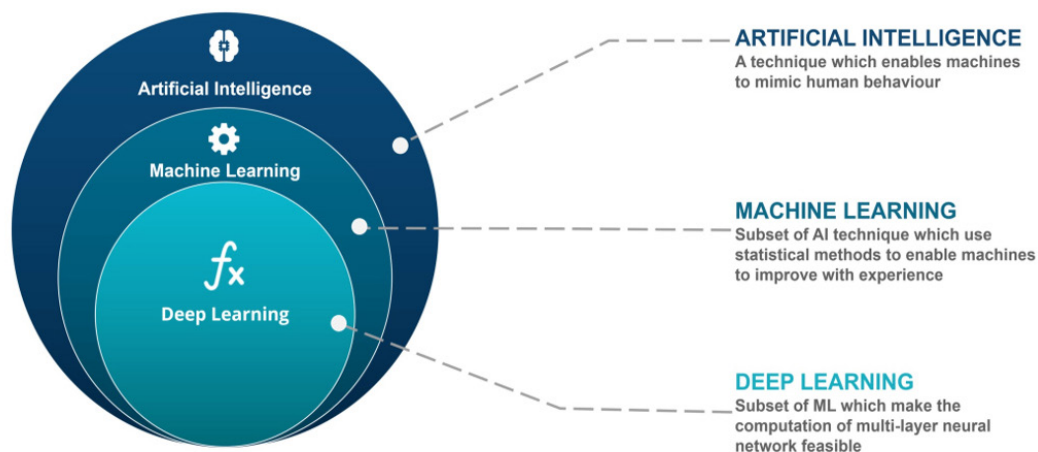 Artificial Intelligence
Machine Learning
fx
Deep Learning
ARTIFICIAL INTELLIGENCE
A technique which enables machines
to mimic human behaviour
MACHINE LEARNING
Subset of AI technique which use
statistical methods to enable machines
to improve with experience
DEEP LEARNING
Subset of ML which make the
computation of multi-layer neural
network feasible